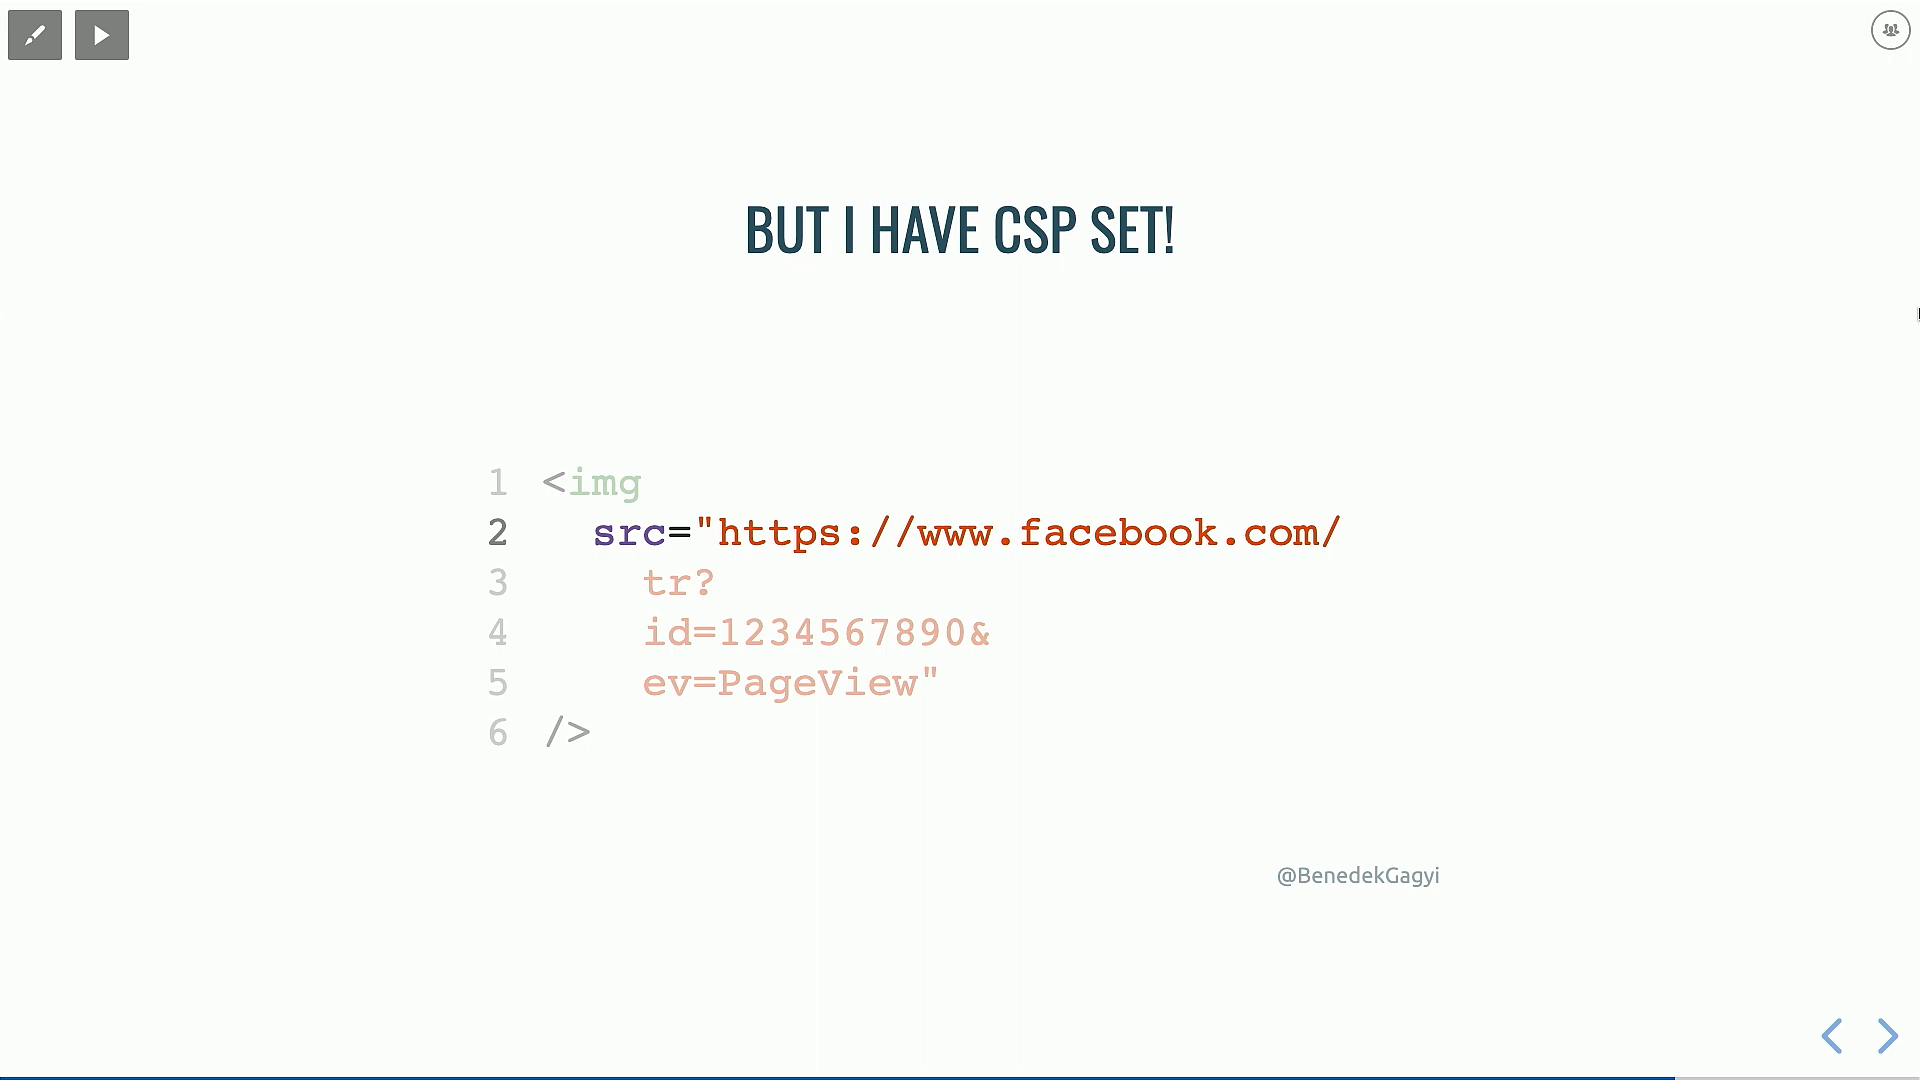 BUT I HAVE CSP SET!
1 <img
2 src="https://www.facebook.com/
3 tr?
4 id=1234567890&
5 ev=PageView"
6 />
@BenedekGagyi